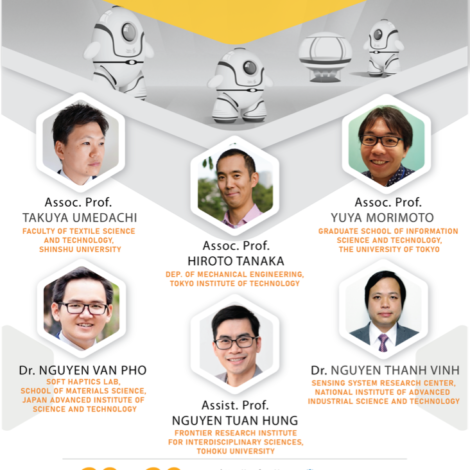 Assoc. Prof.
TAKUYA UMEDACHI
FACULTY OF TEXTILE SCIENCE
AND TECHNOLOGY,
SHINSHU UNIVERSITY
Assoc. Prof.
HIROTO TANAKA
DEP. OF MECHANICAL ENGINEERING,
TOKYO INSTITUTE OF TECHNOLOGY
Assoc. Prof.
YUYA MORIMOTO
GRADUATE SCHOOL OF INFORMATION
SCIENCE AND TECHNOLOGY,
THE UNIVERSITY OF TOKYO
Dr. NGUYEN VAN PHO
SOFT HAPTICS LAB,
SCHOOL OF MATERIALS SCIENCE,
JAPAN ADVANCED INSTITUTE OF
SCIENCE AND TECHNOLOGY
Assist. Prof.
NGUYEN TUAN HUNG
FRONTIER RESEARCH INSTITUTE
FOR INTERDISCIPLINARY SCIENCES,
TOHOKU UNIVERSITY
Dr. NGUYEN THANH VINH
SENSING SYSTEM RESEARCH CENTER,
NATIONAL INSTITUTE OF ADVANCED
INDUSTRIAL SCIENCE AND TECHNOLOGY